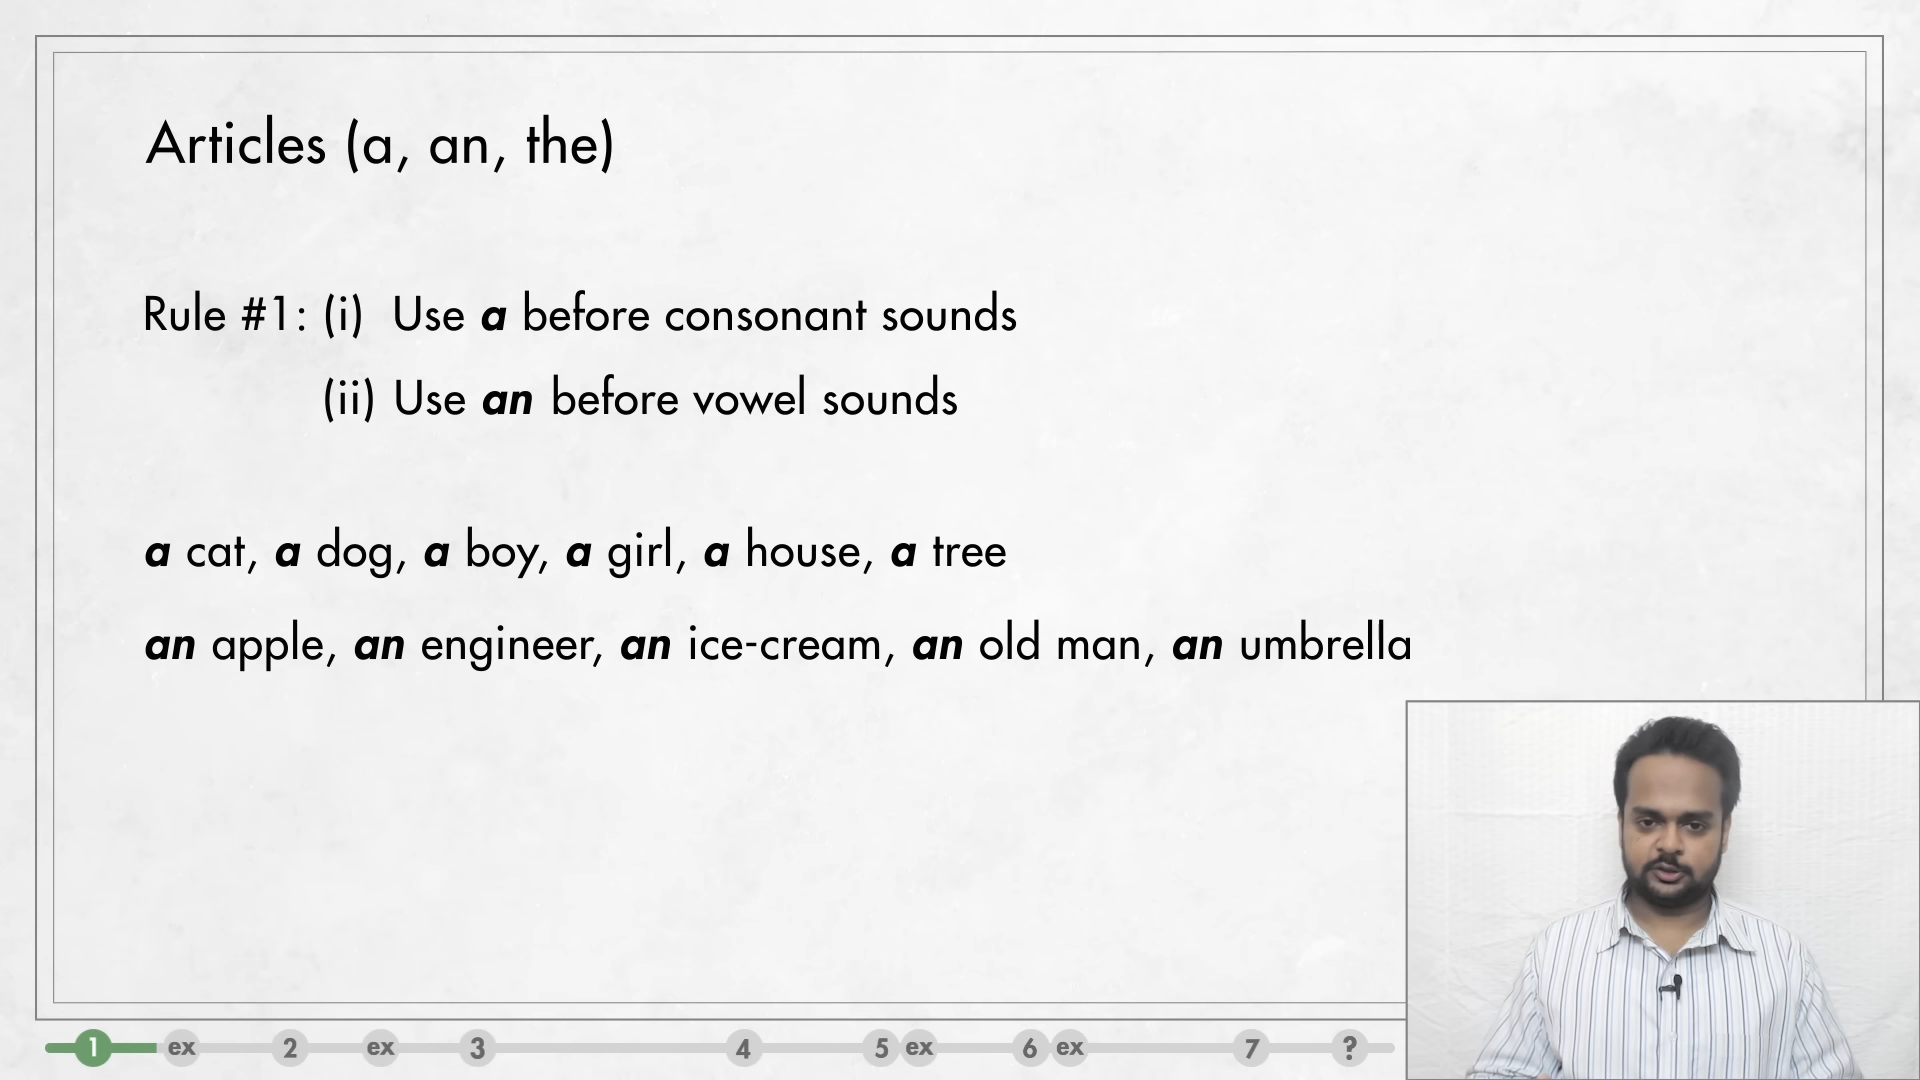 Articles (a, an, the)
Rule #1: (i) Use a before consonant sounds
(ii) Use an before vowel sounds
a cat, a dog, a boy, a girl, a house, a tree
an apple, an engineer, an ice-cream, an old man, an umbrella
1 ex 2 ex 3 4 5 ex 6 ex 7 ?